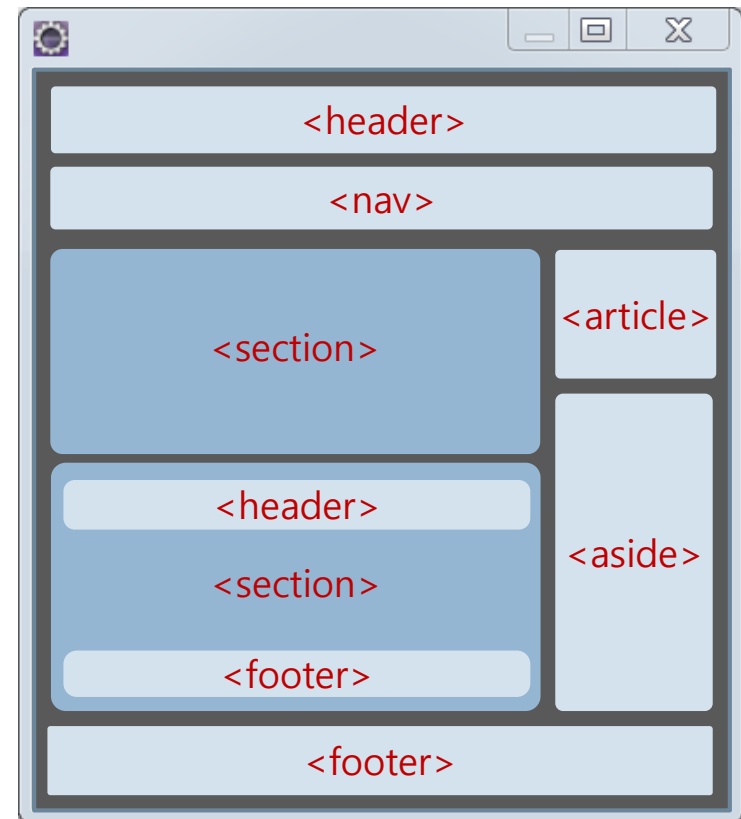 <header>
<nav>
<section>
<article>
<header>
<section>
<footer>
<aside>
<footer>